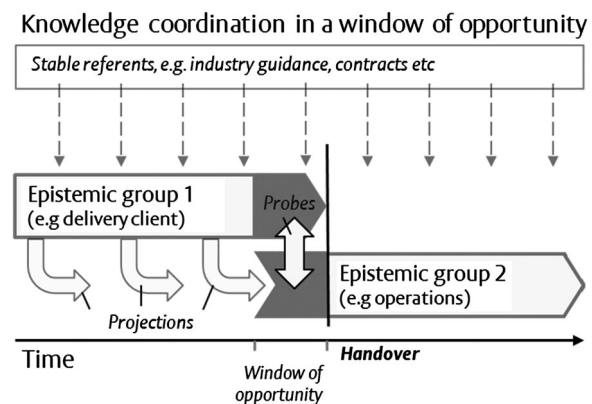 Knowledge coordination in a window of opportunity
Stable referents, e.g. industry guidance, contracts etc
Epistemic group 1
(e.g delivery client)
Probes
Epistemic group 2
(e.g operations)
Projections
Time
Handover
Window of
opportunity